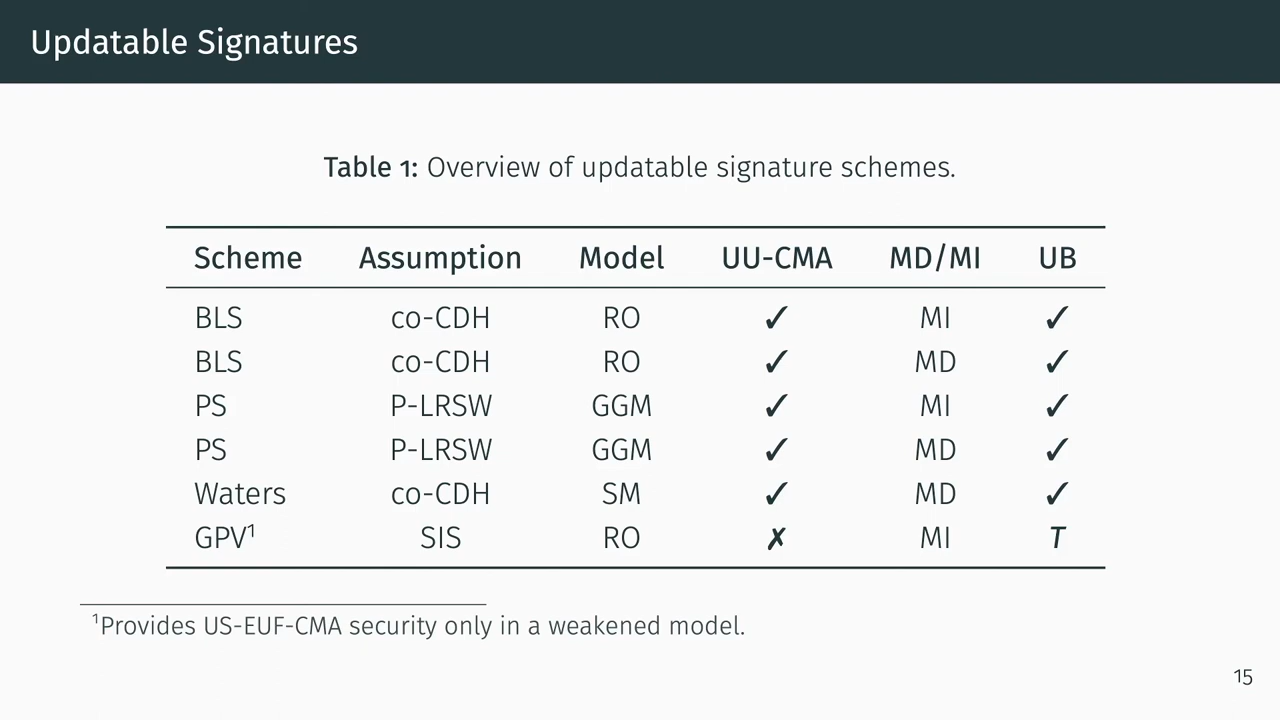 Updatable Signatures
Table 1: Overview of updatable signature schemes.
Scheme Assumption Model UU-CMA MD/MI UB
BLS co-CDH RO ✓ MI ✓
BLS co-CDH RO ✓ MD ✓
PS P-LRSW GGM ✓ MI ✓
PS P-LRSW GGM ✓ MD ✓
Waters co-CDH SM ✓ MD ✓
GPV¹ SIS RO ✗ MI T
¹Provides US-EUF-CMA security only in a weakened model.
15